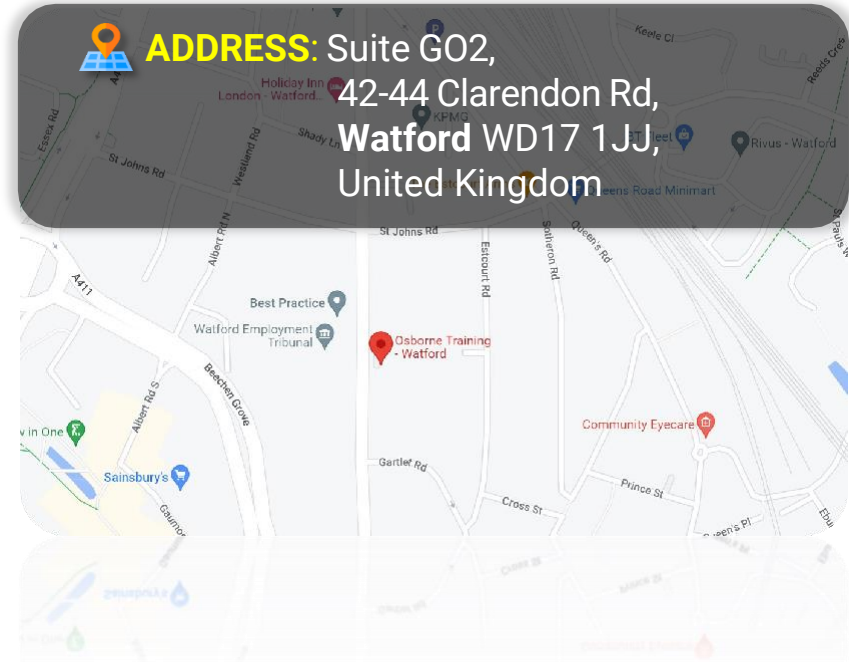 ADDRESS: Suite GO2,
42-44 Clarendon Rd,
Watford WD17 1JJ,
United Kingdom
Keele Cl
Reeds Cres
Holiday Inn
London - Watford...
KPMG
Essex Rd
Westland Rd
Shady Ln
St Johns Rd
Rivus - Watford
Queens Road Minimart
St Johns Rd
Albert Rd N
Estcourt Rd
Sotheron Rd
Queen's Rd
A411
Best Practice
Watford Employment
Tribunal
Osborne Training
- Watford
Beechen Grove
Albert Rd S
Community Eyecare
Sainsbury's
Gartlet Rd
Prince St
Cross St